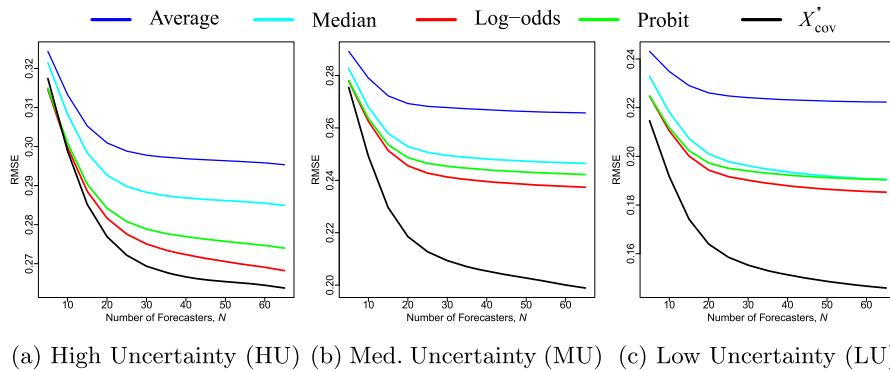 Average Median Log−odds Probit X*cov
RMSE
0.27 0.28 0.29 0.30 0.31 0.32
10 20 30 40 50 60
Number of Forecasters, N
RMSE
0.20 0.22 0.24 0.26 0.28
10 20 30 40 50 60
Number of Forecasters, N
RMSE
0.16 0.18 0.20 0.22 0.24
10 20 30 40 50 60
Number of Forecasters, N
(a) High Uncertainty (HU) (b) Med. Uncertainty (MU) (c) Low Uncertainty (LU)